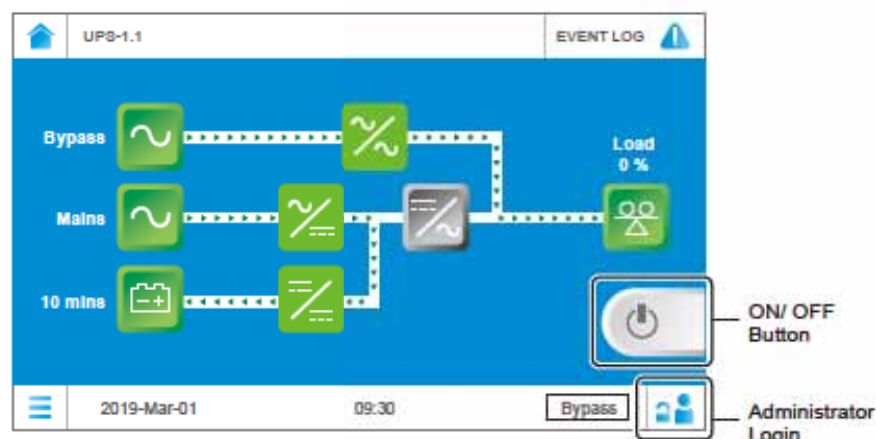 UPS-1.1
EVENT LOG
Bypass
Load
0 %
Mains
10 mins
ON/ OFF
Button
2019-Mar-01
09:30
Bypass
Administrator
Login